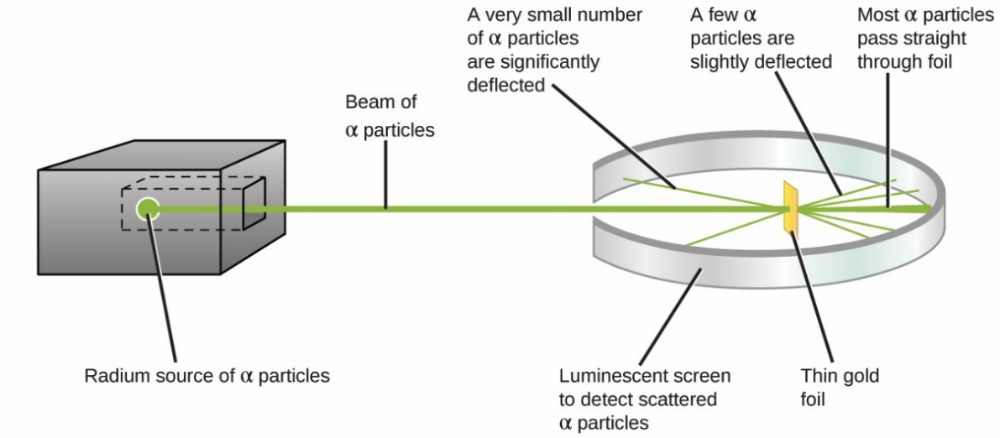 A very small number
of α particles
are significantly
deflected
A few α
particles are
slightly deflected
Most α particles
pass straight
through foil
Beam of
α particles
Radium source of α particles
Luminescent screen
to detect scattered
α particles
Thin gold
foil